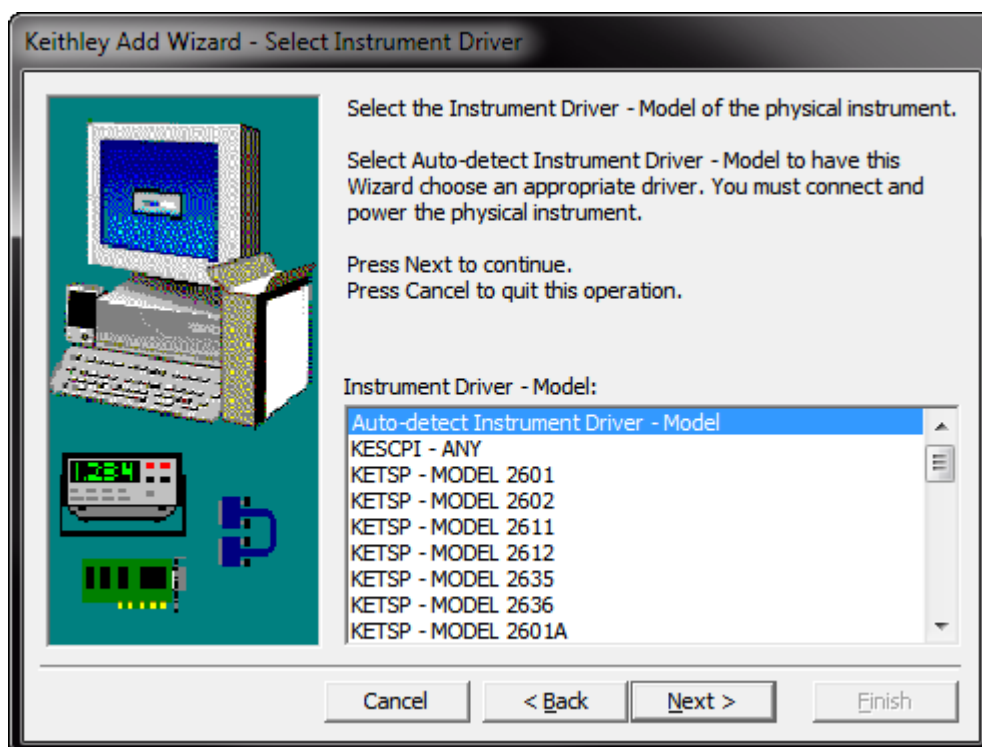 Keithley Add Wizard - Select Instrument Driver
Select the Instrument Driver - Model of the physical instrument.
Select Auto-detect Instrument Driver - Model to have this
Wizard choose an appropriate driver. You must connect and
power the physical instrument.
Press Next to continue.
Press Cancel to quit this operation.
Instrument Driver - Model:
Auto-detect Instrument Driver - Model
KESCPI - ANY
KETSP - MODEL 2601
KETSP - MODEL 2602
KETSP - MODEL 2611
KETSP - MODEL 2612
KETSP - MODEL 2635
KETSP - MODEL 2636
KETSP - MODEL 2601A
1.234
Cancel
< Back
Next >
Finish